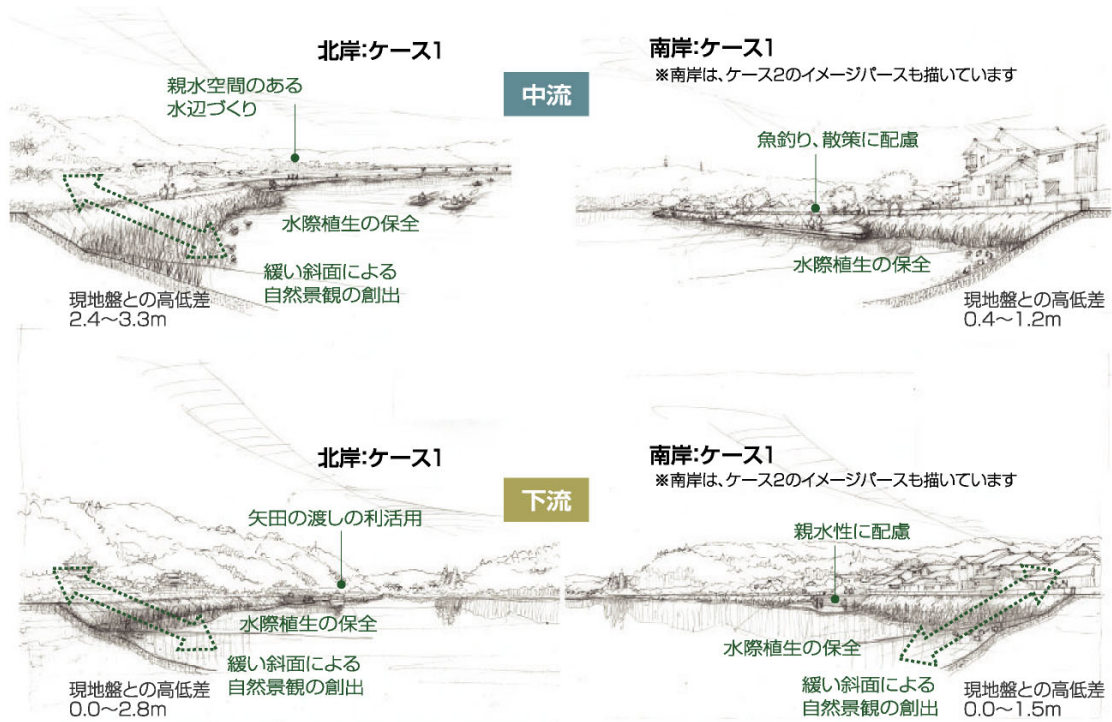 中流
北岸:ケース1
親水空間のある
水辺づくり
水際植生の保全
緩い斜面による
自然景観の創出
現地盤との高低差
2.4〜3.3m
南岸:ケース1
※南岸は、ケース2のイメージパースも描いています
魚釣り、散策に配慮
水際植生の保全
現地盤との高低差
0.4〜1.2m
下流
北岸:ケース1
矢田の渡しの利活用
水際植生の保全
緩い斜面による
自然景観の創出
現地盤との高低差
0.0〜2.8m
南岸:ケース1
※南岸は、ケース2のイメージパースも描いています
親水性に配慮
水際植生の保全
緩い斜面による
自然景観の創出
現地盤との高低差
0.0〜1.5m